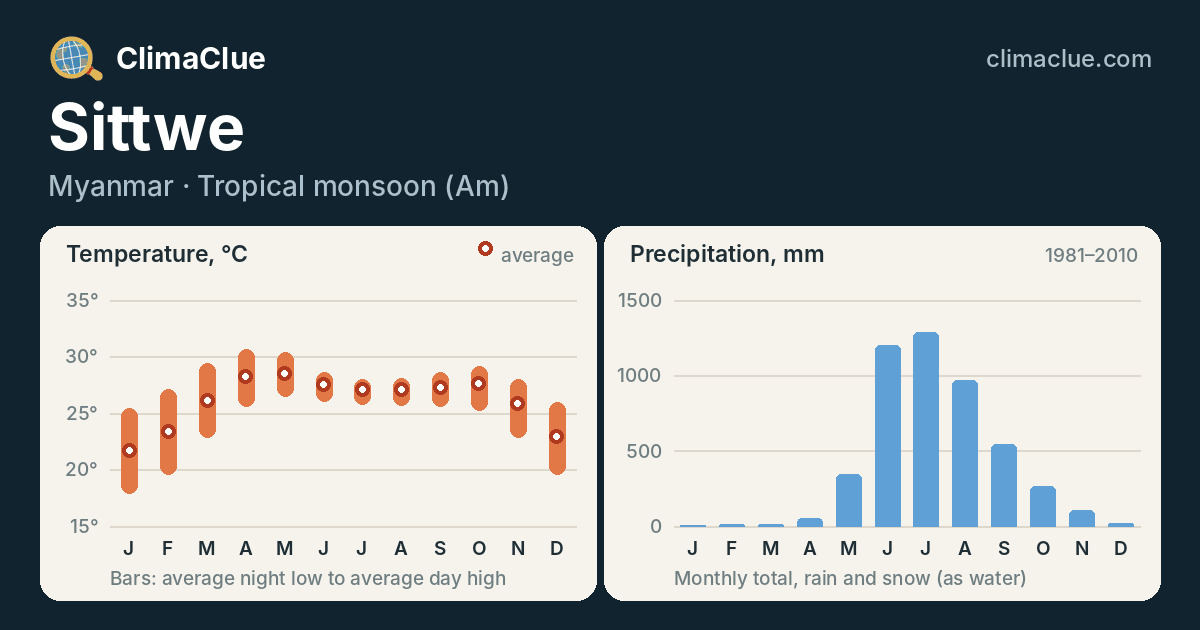 ClimaClue
climaclue.com
Sittwe
Myanmar · Tropical monsoon (Am)
Temperature, °C
average
35°
30°
25°
20°
15°
J F M A M J J A S O N D
Bars: average night low to average day high
Precipitation, mm
1981–2010
1500
1000
500
0
J F M A M J J A S O N D
Monthly total, rain and snow (as water)